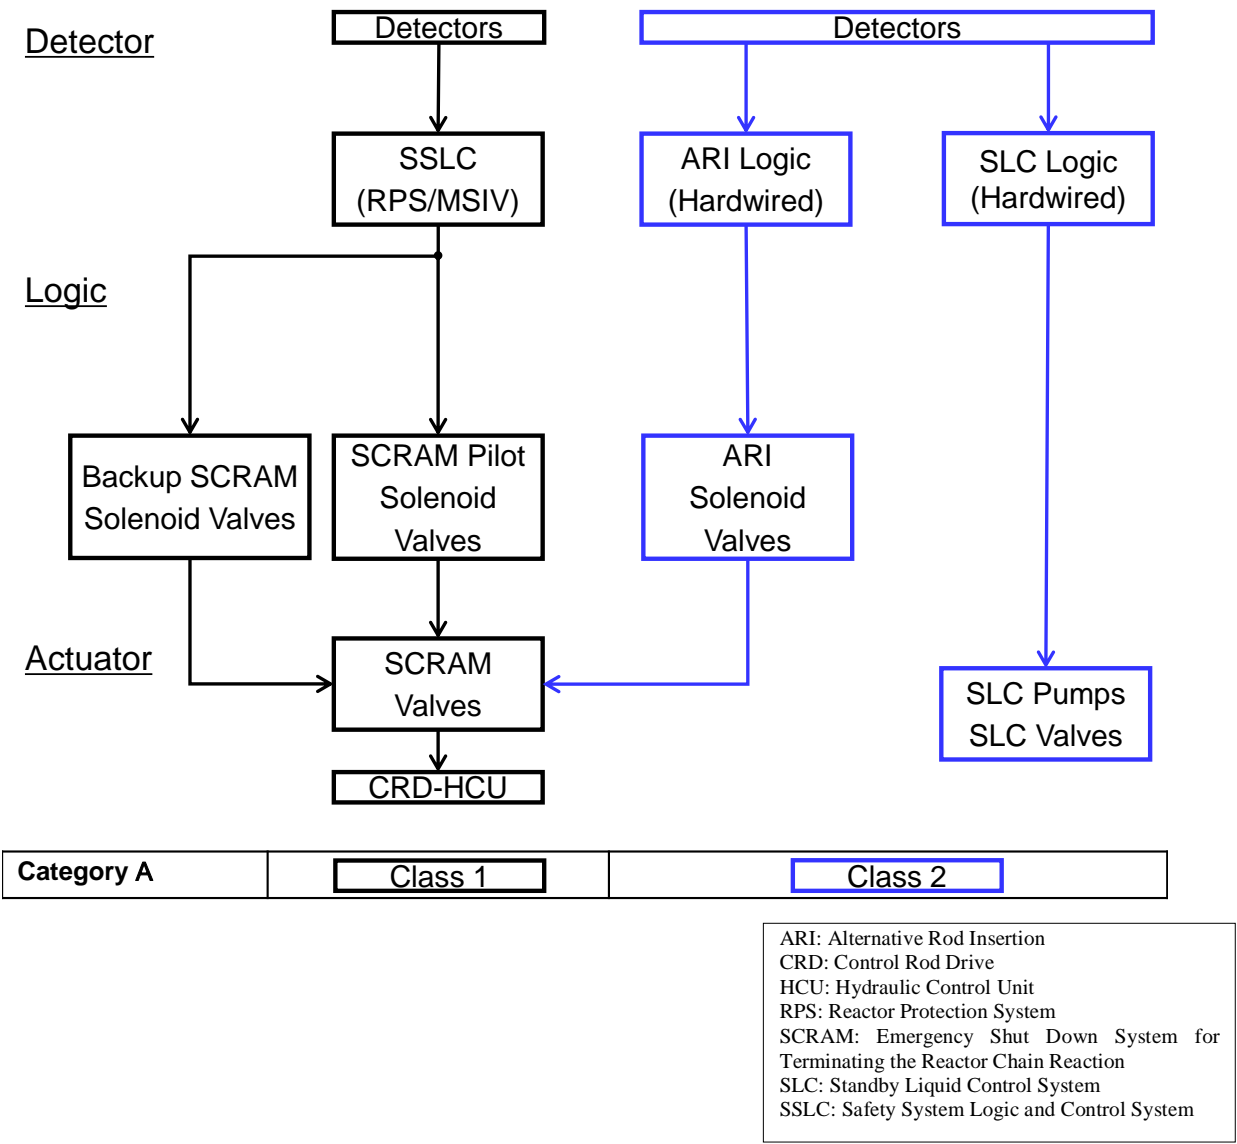 Detector
Detectors
Detectors
SSLC
(RPS/MSIV)
ARI Logic
(Hardwired)
SLC Logic
(Hardwired)
Logic
Backup SCRAM
Solenoid Valves
SCRAM Pilot
Solenoid
Valves
ARI
Solenoid
Valves
Actuator
SCRAM
Valves
SLC Pumps
SLC Valves
CRD-HCU
Category A
Class 1
Class 2
ARI: Alternative Rod Insertion
CRD: Control Rod Drive
HCU: Hydraulic Control Unit
RPS: Reactor Protection System
SCRAM: Emergency Shut Down System for
Terminating the Reactor Chain Reaction
SLC: Standby Liquid Control System
SSLC: Safety System Logic and Control System